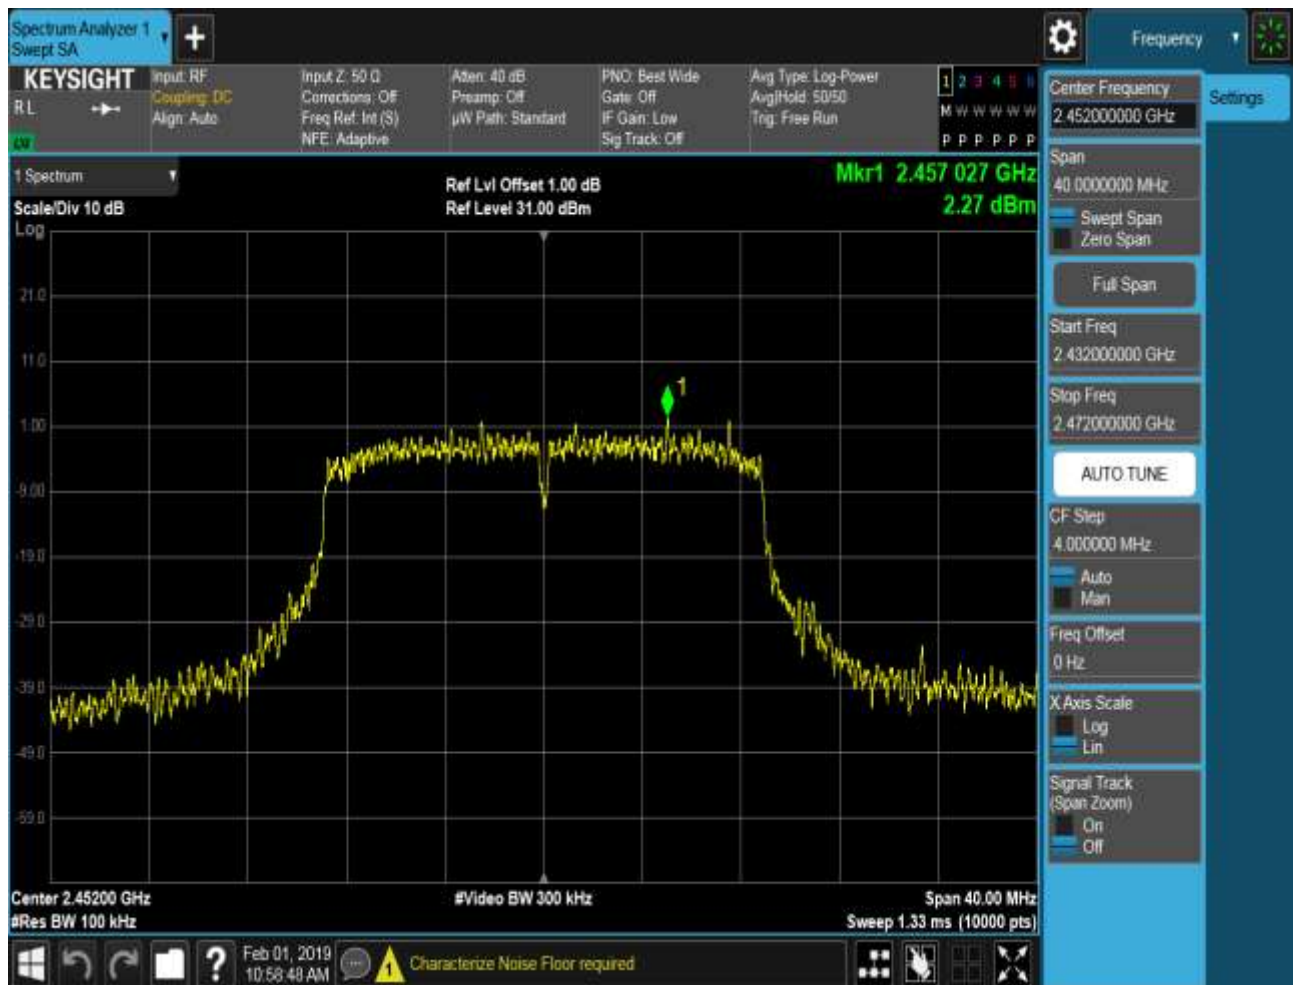 Spectrum Analyzer 1
Swept SA
Frequency
KEYSIGHT
R L
Input: RF
Coupling: DC
Align: Auto
Input Z: 50 Ω
Corrections: Off
Freq Ref: Int (S)
NFE: Adaptive
Atten: 40 dB
Preamp: Off
µW Path: Standard
PNO: Best Wide
Gate: Off
IF Gain: Low
Sig Track: Off
Avg Type: Log-Power
Avg|Hold: 50/50
Trig: Free Run
1 2 3 4 5 6
M W W W W W
P P P P P P
1 Spectrum
Scale/Div 10 dB
Log
Ref Lvl Offset 1.00 dB
Ref Level 31.00 dBm
Mkr1 2.457 027 GHz
2.27 dBm
21.0
11.0
1.00
-9.00
-19.0
-29.0
-39.0
-49.0
-59.0
1
Center 2.45200 GHz
#Res BW 100 kHz
#Video BW 300 kHz
Span 40.00 MHz
Sweep 1.33 ms (10000 pts)
Feb 01, 2019
10:58:48 AM
1
Characterize Noise Floor required
Center Frequency
2.452000000 GHz
Settings
Span
40.0000000 MHz
Swept Span
Zero Span
Full Span
Start Freq
2.432000000 GHz
Stop Freq
2.472000000 GHz
AUTO TUNE
CF Step
4.000000 MHz
Auto
Man
Freq Offset
0 Hz
X Axis Scale
Log
Lin
Signal Track
(Span Zoom)
On
Off